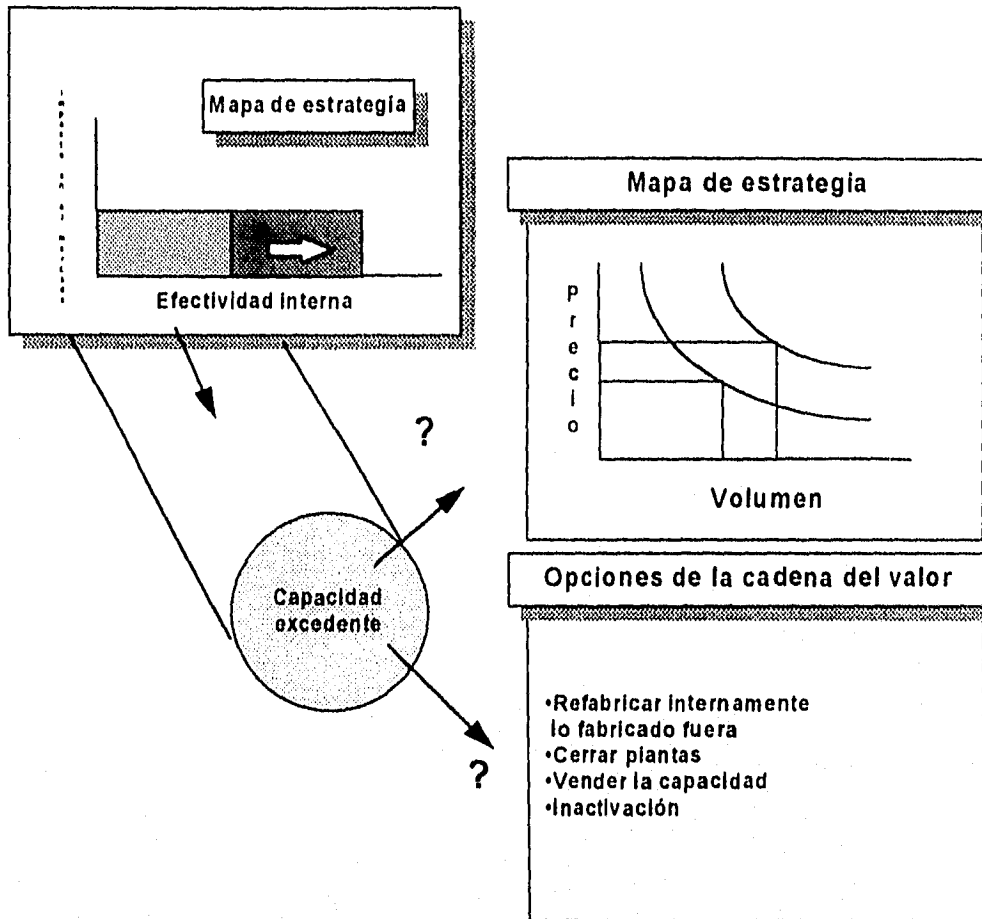 Mapa de estrategia
Efectividad interna
Mapa de estrategia
precio
Volumen
?
Capacidad
excedente
?
Opciones de la cadena del valor
•Refabricar internamente
lo fabricado fuera
•Cerrar plantas
•Vender la capacidad
•Inactivación